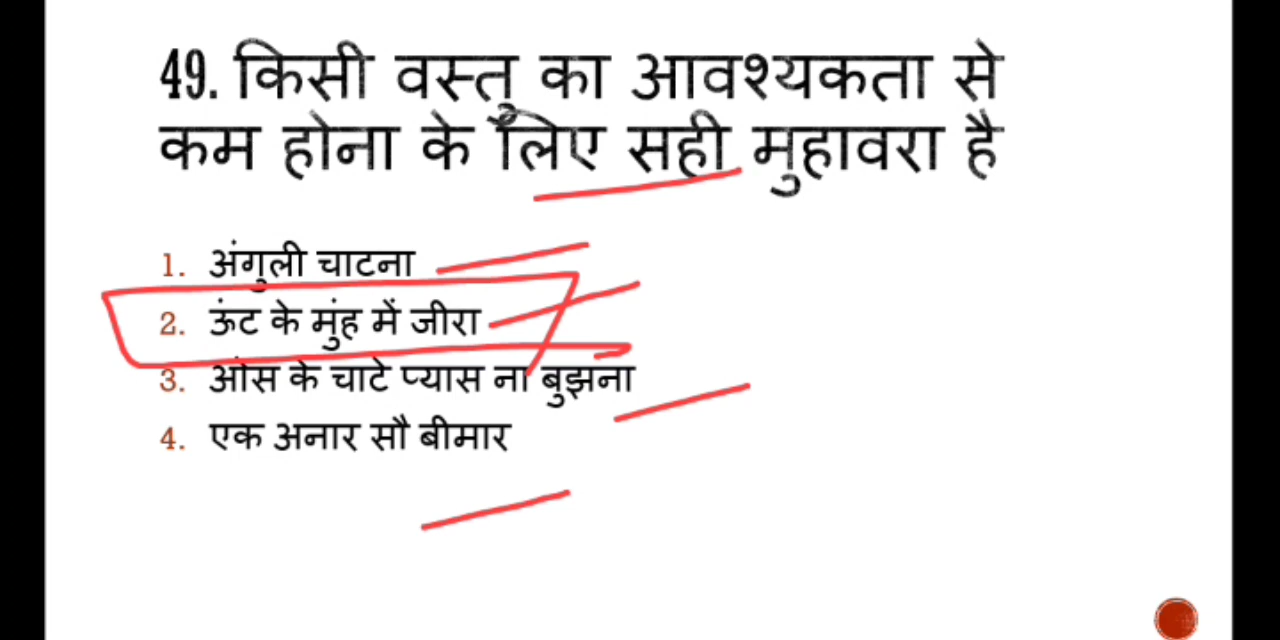 49. किसी वस्तु का आवश्यकता से
कम होना के लिए सही मुहावरा है
1. अंगुली चाटना
2. ऊंट के मुंह में जीरा
3. ओस के चाटे प्यास ना बुझना
4. एक अनार सौ बीमार